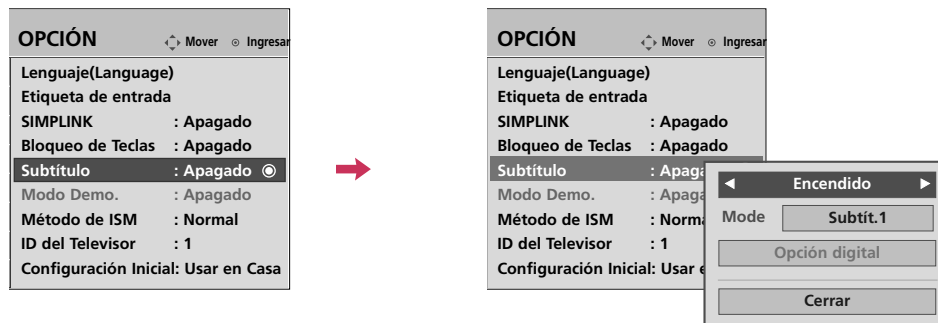 OPCIÓN Mover Ingresar
Lenguaje(Language)
Etiqueta de entrada
SIMPLINK : Apagado
Bloqueo de Teclas : Apagado
Subtítulo : Apagado
Modo Demo. : Apagado
Método de ISM : Normal
ID del Televisor : 1
Configuración Inicial: Usar en Casa
OPCIÓN Mover Ingresar
Lenguaje(Language)
Etiqueta de entrada
SIMPLINK : Apagado
Bloqueo de Teclas : Apagado
Subtítulo : Apaga
Modo Demo. : Apaga
Método de ISM : Norma
ID del Televisor : 1
Configuración Inicial: Usar e
Encendido
Mode Subtít.1
Opción digital
Cerrar